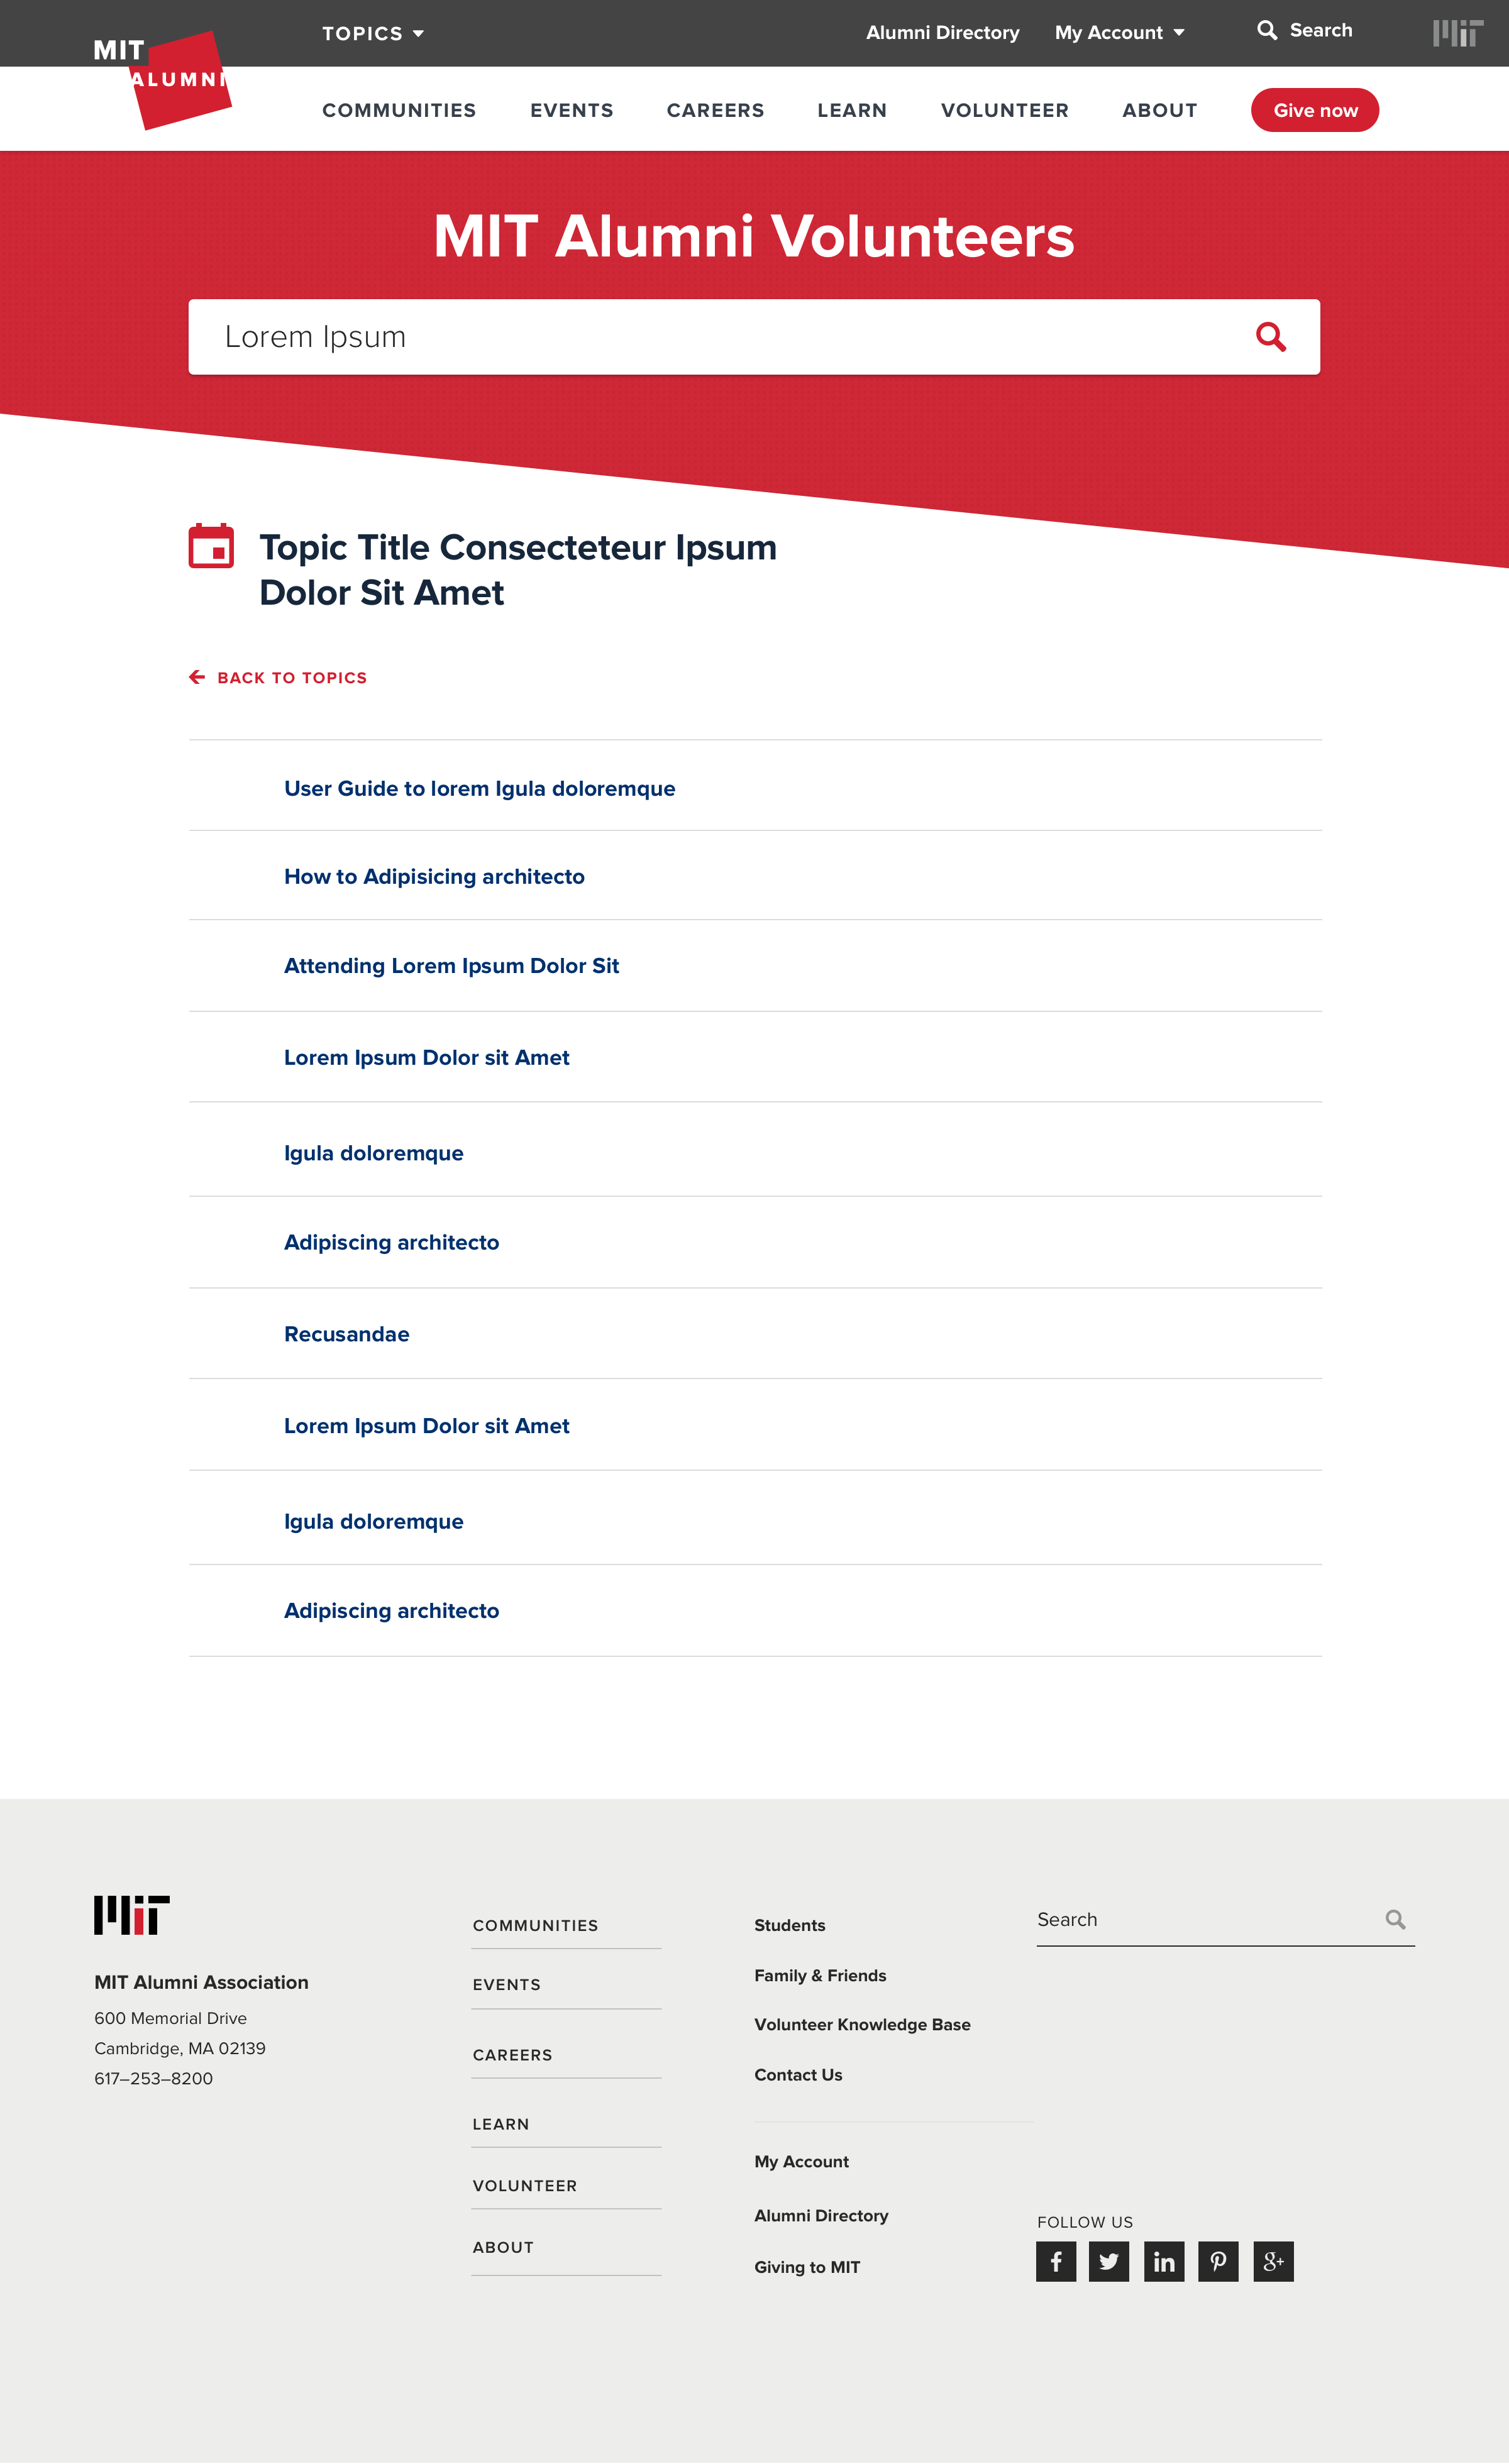 TOPICS
Alumni Directory
My Account
Search
MIT
ALUMNI
COMMUNITIES
EVENTS
CAREERS
LEARN
VOLUNTEER
ABOUT
Give now
MIT Alumni Volunteers
Lorem Ipsum
Topic Title Consecteteur Ipsum
Dolor Sit Amet
BACK TO TOPICS
User Guide to lorem Igula doloremque
How to Adipisicing architecto
Attending Lorem Ipsum Dolor Sit
Lorem Ipsum Dolor sit Amet
Igula doloremque
Adipiscing architecto
Recusandae
Lorem Ipsum Dolor sit Amet
Igula doloremque
Adipiscing architecto
MIT
MIT Alumni Association
600 Memorial Drive
Cambridge, MA 02139
617–253–8200
COMMUNITIES
EVENTS
CAREERS
LEARN
VOLUNTEER
ABOUT
Students
Family & Friends
Volunteer Knowledge Base
Contact Us
My Account
Alumni Directory
Giving to MIT
Search
FOLLOW US